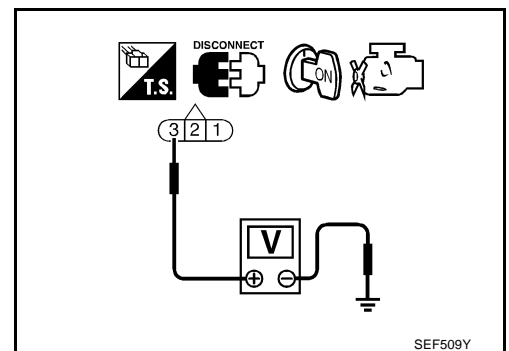 DISCONNECT
T.S.
ON
3 2 1
V
+ −
SEF509Y